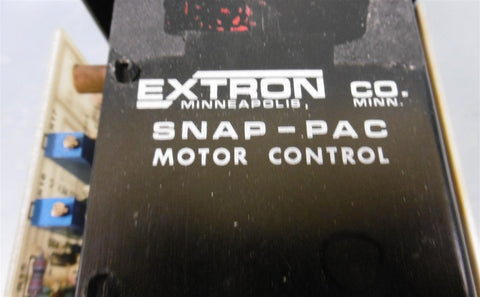 EXTRON CO.
MINNEAPOLIS, MINN.
SNAP-PAC
MOTOR CONTROL